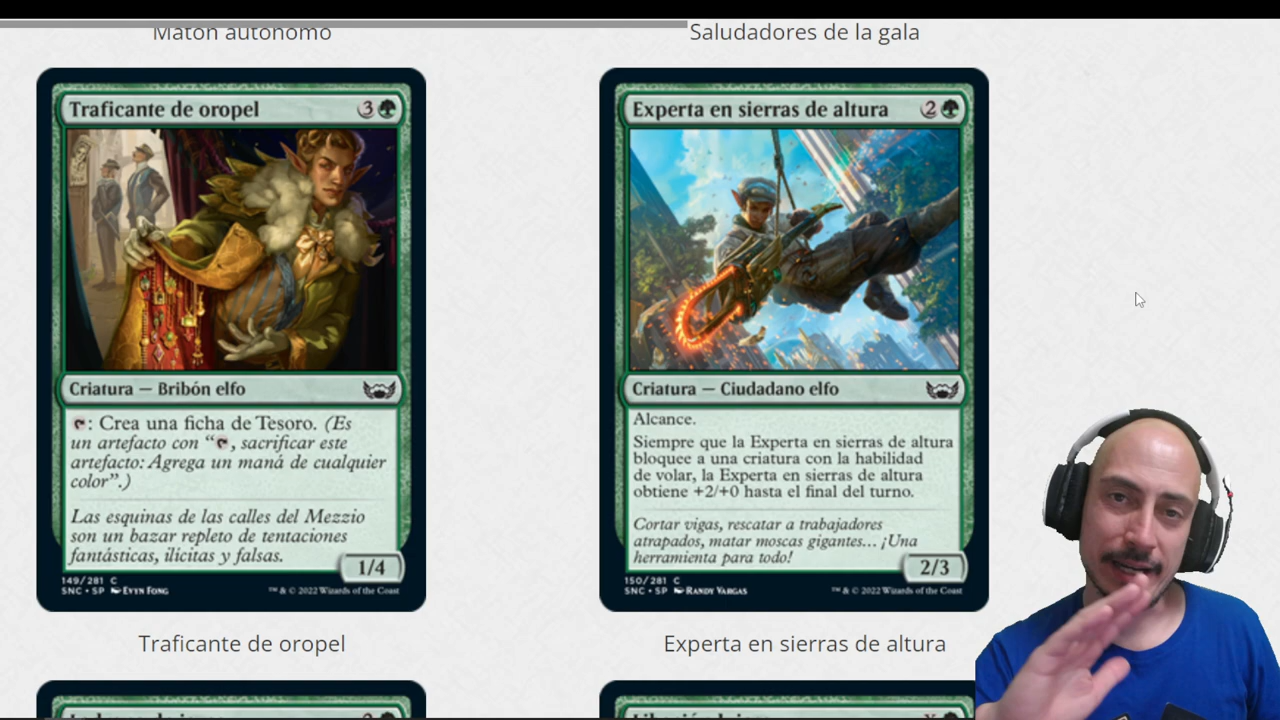 Matón autónomo
Saludadores de la gala
Traficante de oropel 3
Criatura — Bribón elfo
: Crea una ficha de Tesoro. (Es
un artefacto con “ , sacrificar este
artefacto: Agrega un maná de cualquier
color”.)
Las esquinas de las calles del Mezzio
son un bazar repleto de tentaciones
fantásticas, ilícitas y falsas.
1/4
149/281 C
SNC • SP EVYN FONG
™ & © 2022 Wizards of the Coast
Traficante de oropel
Experta en sierras de altura 2
Criatura — Ciudadano elfo
Alcance.
Siempre que la Experta en sierras de altura
bloquee a una criatura con la habilidad
de volar, la Experta en sierras de altura
obtiene +2/+0 hasta el final del turno.
Cortar vigas, rescatar a trabajadores
atrapados, matar moscas gigantes... ¡Una
herramienta para todo!
2/3
150/281 C
SNC • SP RANDY VARGAS
™ & © 2022 Wizards of the Coast
Experta en sierras de altura